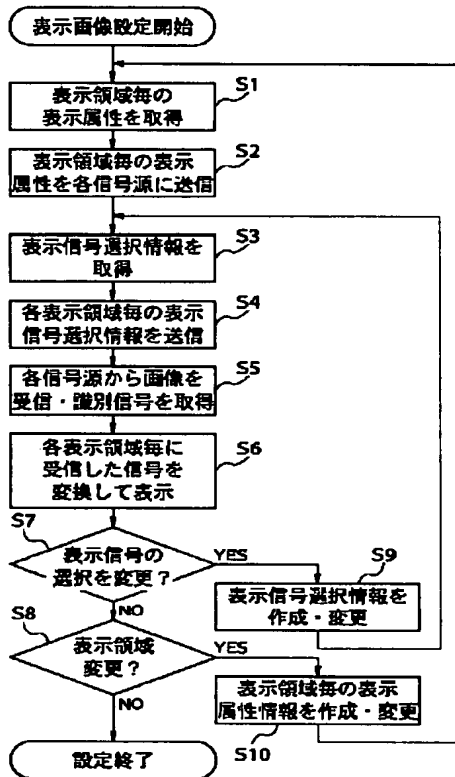 表示画像設定開始
S1
表示領域毎の
表示属性を取得
S2
表示領域毎の表示
属性を各信号源に送信
S3
表示信号選択情報を
取得
S4
各表示領域毎の表示
信号選択情報を送信
S5
各信号源から画像を
受信・識別信号を取得
S6
各表示領域毎に
受信した信号を
変換して表示
S7
表示信号の
選択を変更？
YES
S9
表示信号選択情報を
作成・変更
NO
S8
表示領域
変更？
YES
表示領域毎の表示
属性情報を作成・変更
S10
NO
設定終了